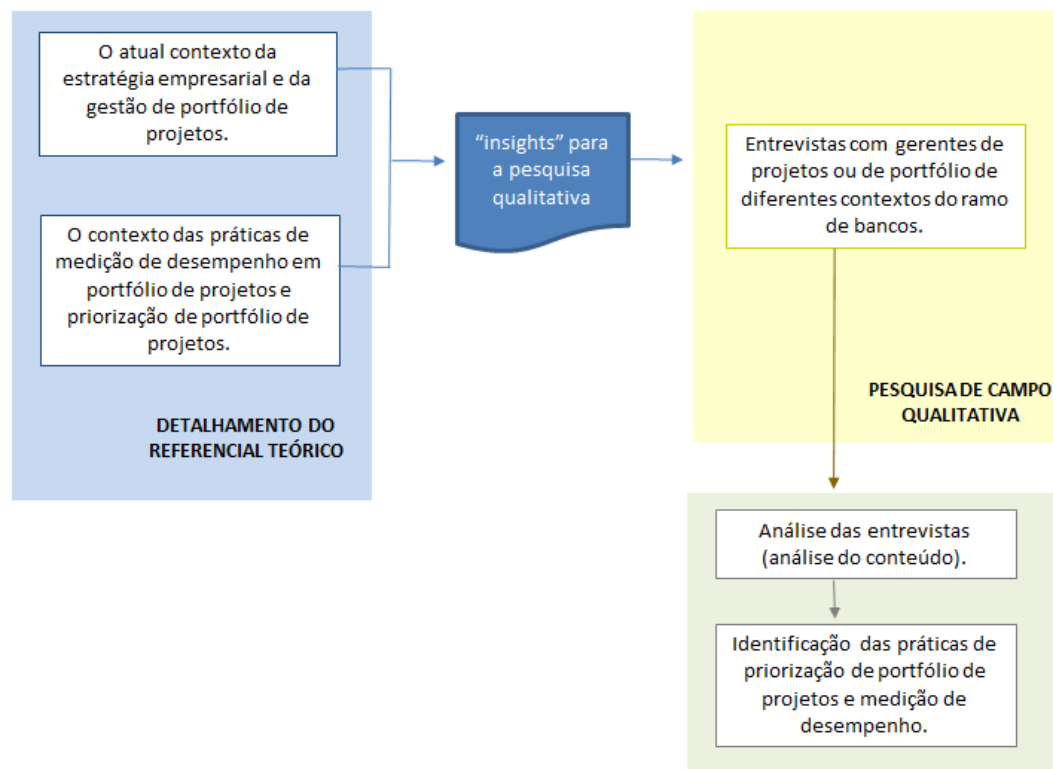 O atual contexto da
estratégia empresarial e da
gestão de portfólio de
projetos.
O contexto das práticas de
medição de desempenho em
portfólio de projetos e
priorização de portfólio de
projetos.
DETALHAMENTO DO
REFERENCIAL TEÓRICO
“insights” para
a pesquisa
qualitativa
Entrevistas com gerentes de
projetos ou de portfólio de
diferentes contextos do ramo
de bancos.
PESQUISA DE CAMPO
QUALITATIVA
Análise das entrevistas
(análise do conteúdo).
Identificação das práticas de
priorização de portfólio de
projetos e medição de
desempenho.